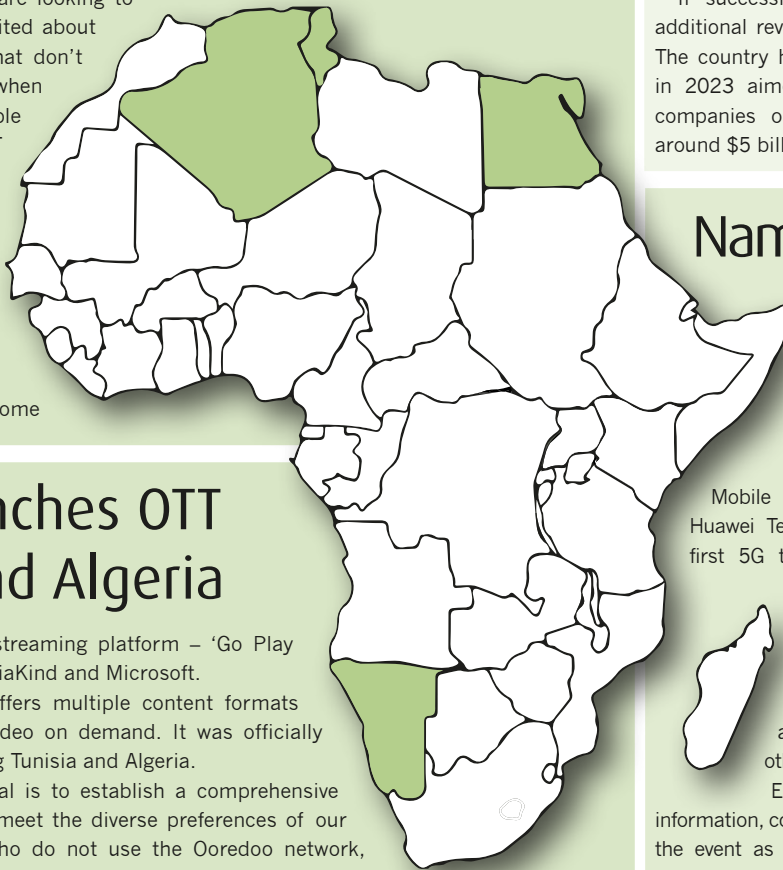 are looking to
ited about
hat don't
when
ome
nches OTT
nd Algeria
streaming platform – ‘Go Play
iaKind and Microsoft.
ffers multiple content formats
deo on demand. It was officially
g Tunisia and Algeria.
al is to establish a comprehensive
meet the diverse preferences of our
ho do not use the Ooredoo network,
additional rev
The country h
in 2023 aim
companies o
around $5 bill
Nam
Mobile
Huawei Te
first 5G t
a
ot
E
information, co
the event as